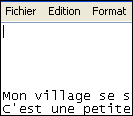 Fichier Edition Format
Mon village se s
C'est une petite